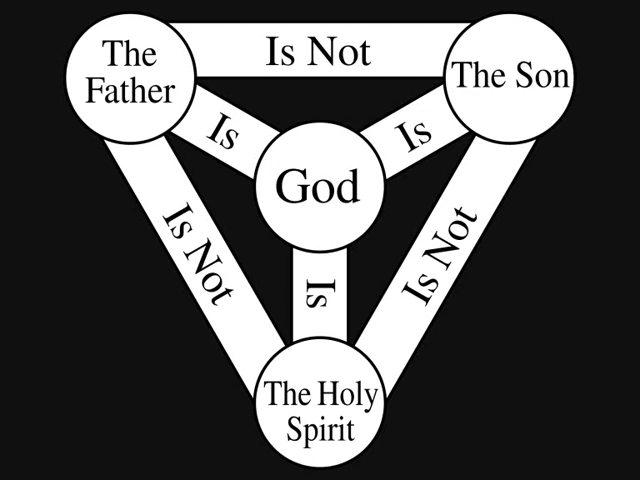 The
Father
Is Not
The Son
Is
Is
God
Is Not
Is
Is Not
The Holy
Spirit